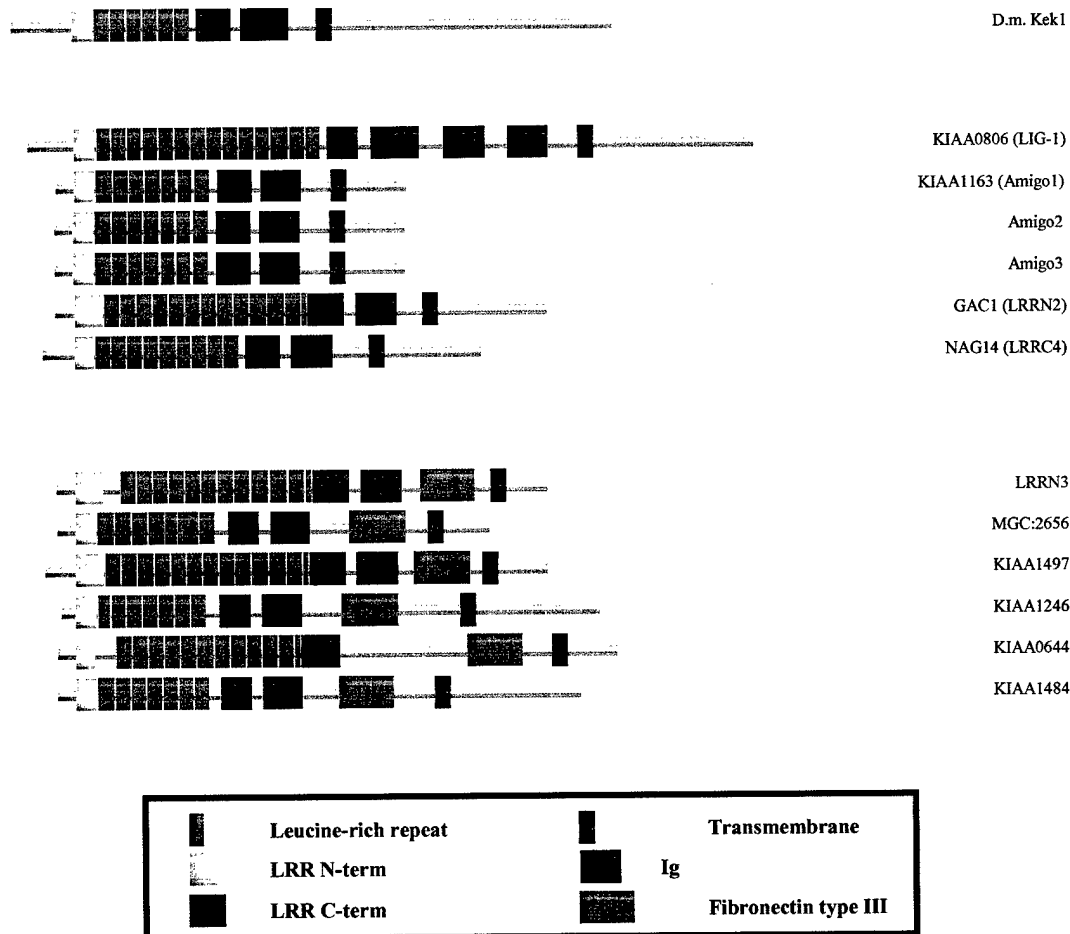 D.m. Kek1
KIAA0806 (LIG-1)
KIAA1163 (Amigo1)
Amigo2
Amigo3
GAC1 (LRRN2)
NAG14 (LRRC4)
LRRN3
MGC:2656
KIAA1497
KIAA1246
KIAA0644
KIAA1484
Leucine-rich repeat
Transmembrane
LRR N-term
Ig
LRR C-term
Fibronectin type III